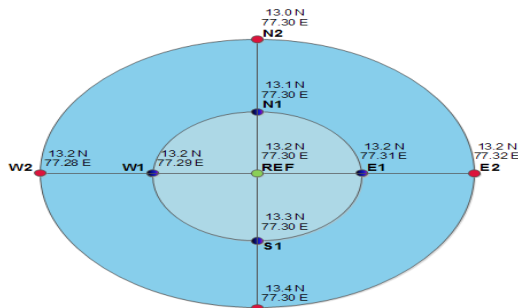 13.0 N
77.30 E
N2
13.1 N
77.30 E
N1
13.2 N
77.28 E
W2
13.2 N
77.29 E
W1
13.2 N
77.30 E
REF
13.2 N
77.31 E
E1
13.2 N
77.32 E
E2
13.3 N
77.30 E
S1
13.4 N
77.30 E